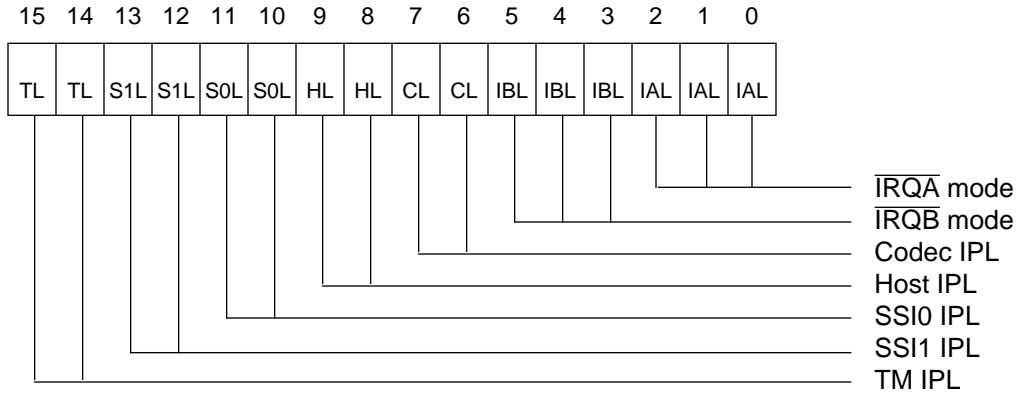 15 14 13 12 11 10 9 8 7 6 5 4 3 2 1 0
TL TL S1L S1L S0L S0L HL HL CL CL IBL IBL IBL IAL IAL IAL
I̅R̅Q̅A̅ mode
I̅R̅Q̅B̅ mode
Codec IPL
Host IPL
SSI0 IPL
SSI1 IPL
TM IPL